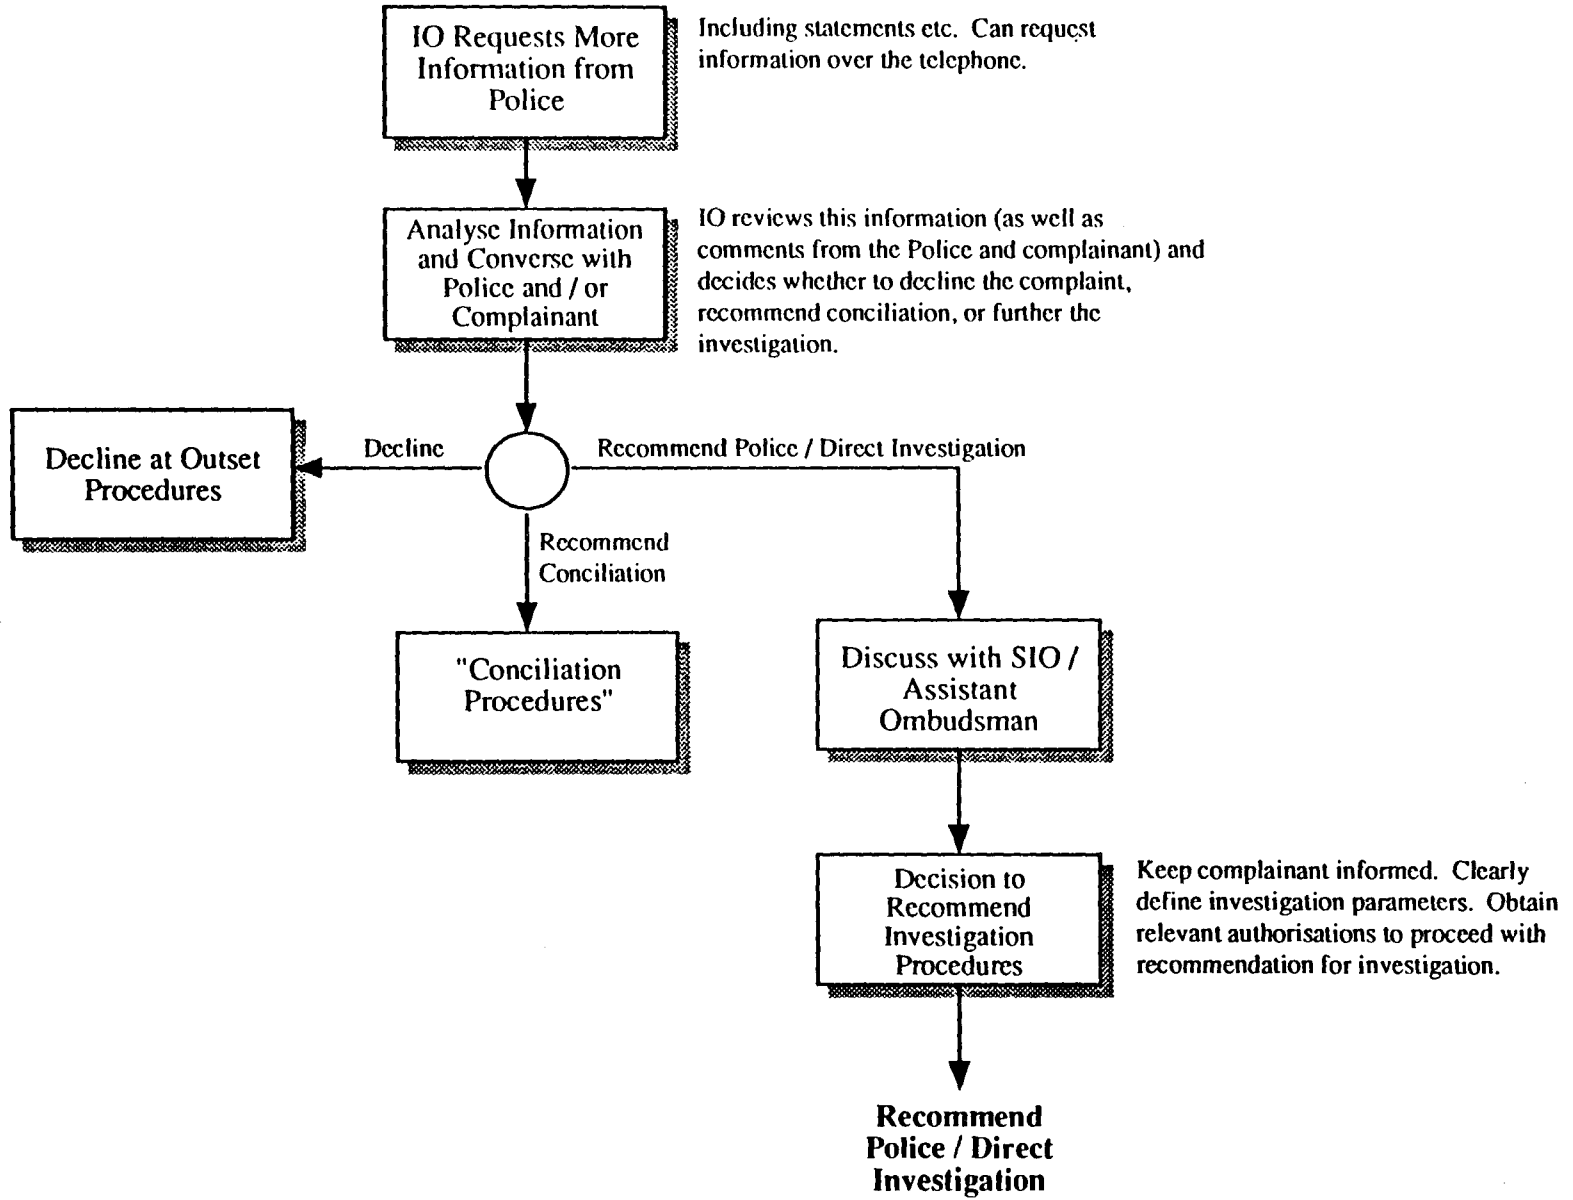 IO Requests More
Information from
Police
Including statements etc. Can request
information over the telephone.
Analyse Information
and Converse with
Police and / or
Complainant
IO reviews this information (as well as
comments from the Police and complainant) and
decides whether to decline the complaint,
recommend conciliation, or further the
investigation.
Decline at Outset
Procedures
Decline
Recommend Police / Direct Investigation
Recommend
Conciliation
"Conciliation
Procedures"
Discuss with SIO /
Assistant
Ombudsman
Decision to
Recommend
Investigation
Procedures
Keep complainant informed. Clearly
define investigation parameters. Obtain
relevant authorisations to proceed with
recommendation for investigation.
Recommend
Police / Direct
Investigation